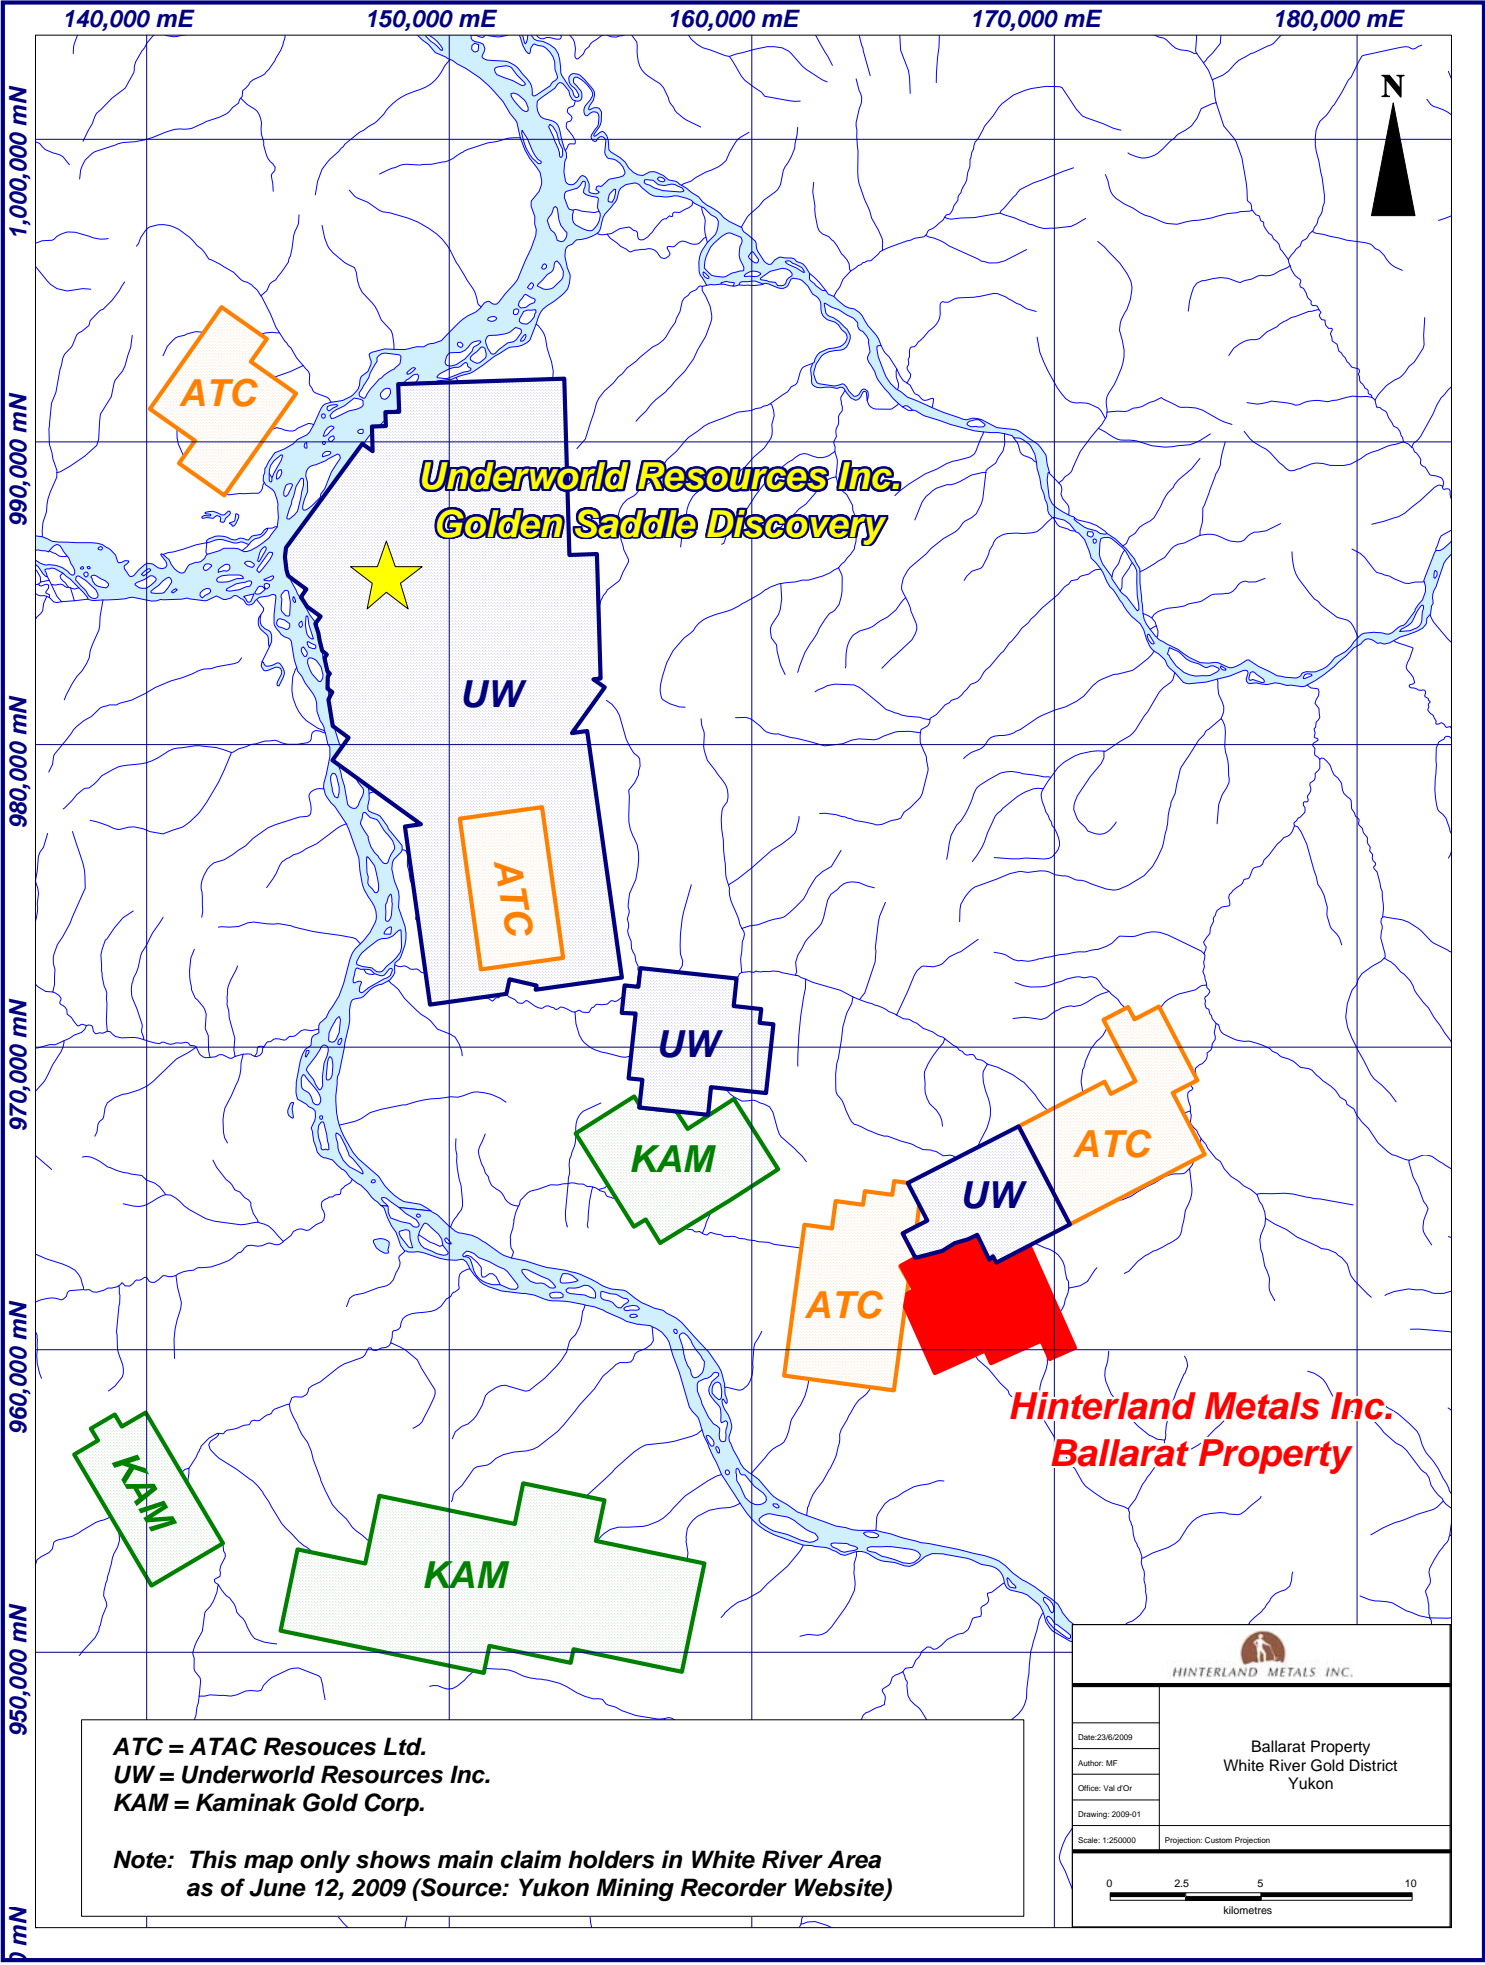 140,000 mE 150,000 mE 160,000 mE 170,000 mE 180,000 mE
N
1,000,000 mN
ATC
990,000 mN
Underworld Resources Inc.
Golden Saddle Discovery
UW
980,000 mN
ATC
970,000 mN
UW
KAM
ATC
UW
ATC
960,000 mN
Hinterland Metals Inc.
Ballarat Property
KAM
KAM
950,000 mN
0 mN
ATC = ATAC Resouces Ltd.
UW = Underworld Resources Inc.
KAM = Kaminak Gold Corp.
Note: This map only shows main claim holders in White River Area
as of June 12, 2009 (Source: Yukon Mining Recorder Website)
HINTERLAND METALS INC.
Date:23/6/2009
Author: MF
Office: Val d'Or
Drawing: 2009-01
Scale: 1:250000
Ballarat Property
White River Gold District
Yukon
Projection: Custom Projection
0 2.5 5 10
kilometres